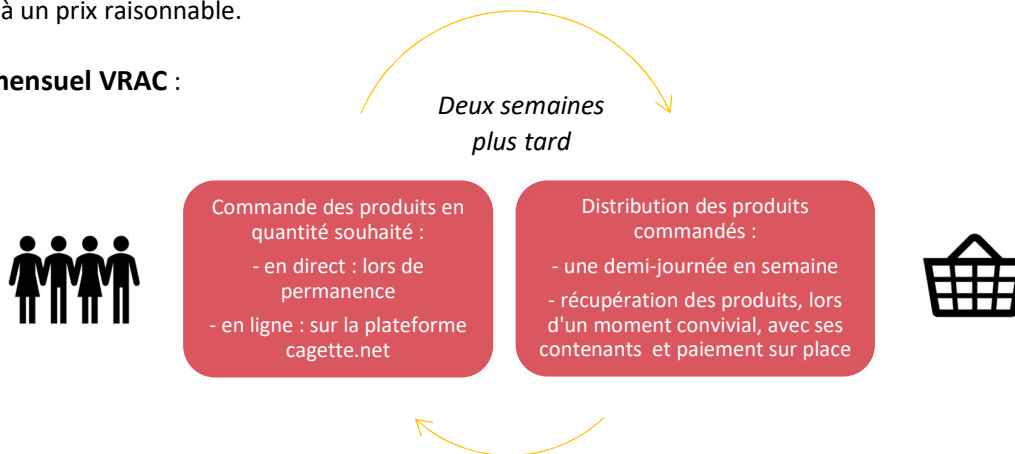 à un prix raisonnable.
mensuel VRAC :
Deux semaines
plus tard
Commande des produits en
quantité souhaité :
- en direct : lors de
permanence
- en ligne : sur la plateforme
cagette.net
Distribution des produits
commandés :
- une demi-journée en semaine
- récupération des produits, lors
d'un moment convivial, avec ses
contenants et paiement sur place